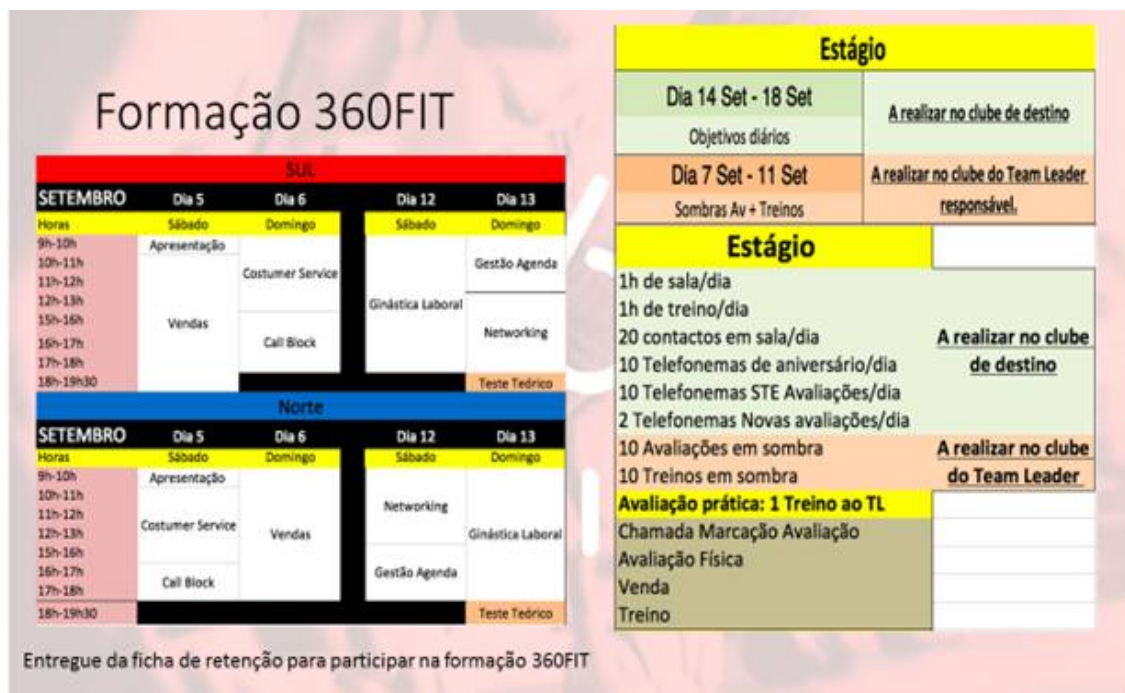 Formação 360FIT
SUL
SETEMBRO Dia 5 Dia 6 Dia 12 Dia 13
Horas Sábado Domingo Sábado Domingo
9h-10h Apresentação
10h-11h Gestão Agenda
11h-12h Costumer Service
12h-13h Ginástica Laboral
15h-16h Vendas Networking
16h-17h Call Block
17h-18h
18h-19h30 Teste Teórico
Norte
SETEMBRO Dia 5 Dia 6 Dia 12 Dia 13
Horas Sábado Domingo Sábado Domingo
9h-10h Apresentação
10h-11h
11h-12h Networking
12h-13h Costumer Service Vendas Ginástica Laboral
15h-16h
16h-17h Gestão Agenda
17h-18h Call Block
18h-19h30 Teste Teórico
Entregue da ficha de retenção para participar na formação 360FIT
Estágio
Dia 14 Set - 18 Set A realizar no clube de destino
Objetivos diários
Dia 7 Set - 11 Set A realizar no clube do Team Leader
Sombras Av + Treinos responsável.
Estágio
1h de sala/dia
1h de treino/dia
20 contactos em sala/dia A realizar no clube
10 Telefonemas de aniversário/dia de destino
10 Telefonemas STE Avaliações/dia
2 Telefonemas Novas avaliações/dia
10 Avaliações em sombra A realizar no clube
10 Treinos em sombra do Team Leader
Avaliação prática: 1 Treino ao TL
Chamada Marcação Avaliação
Avaliação Física
Venda
Treino